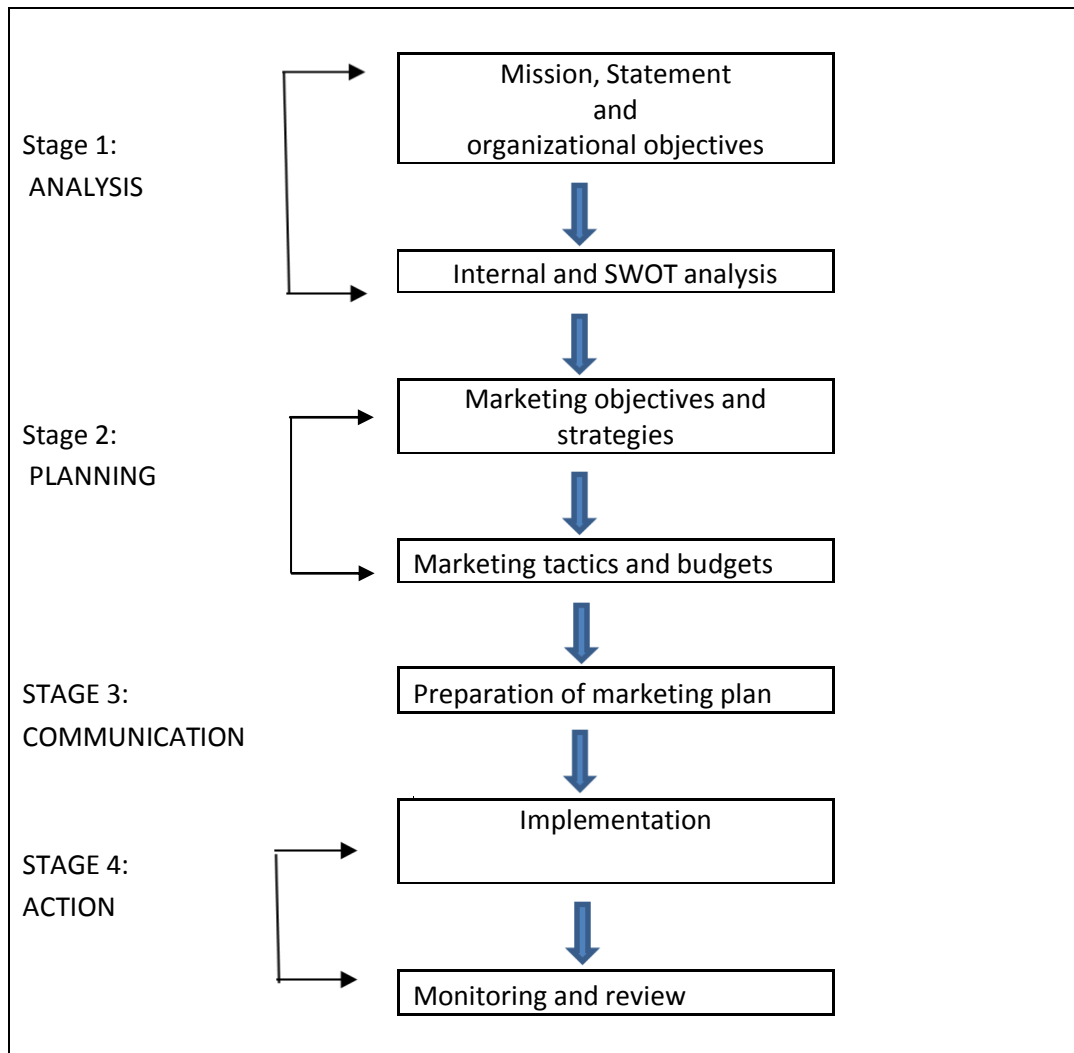 Mission, Statement
and
organizational objectives
Stage 1:
ANALYSIS
Internal and SWOT analysis
Marketing objectives and
strategies
Stage 2:
PLANNING
Marketing tactics and budgets
STAGE 3:
COMMUNICATION
Preparation of marketing plan
Implementation
STAGE 4:
ACTION
Monitoring and review